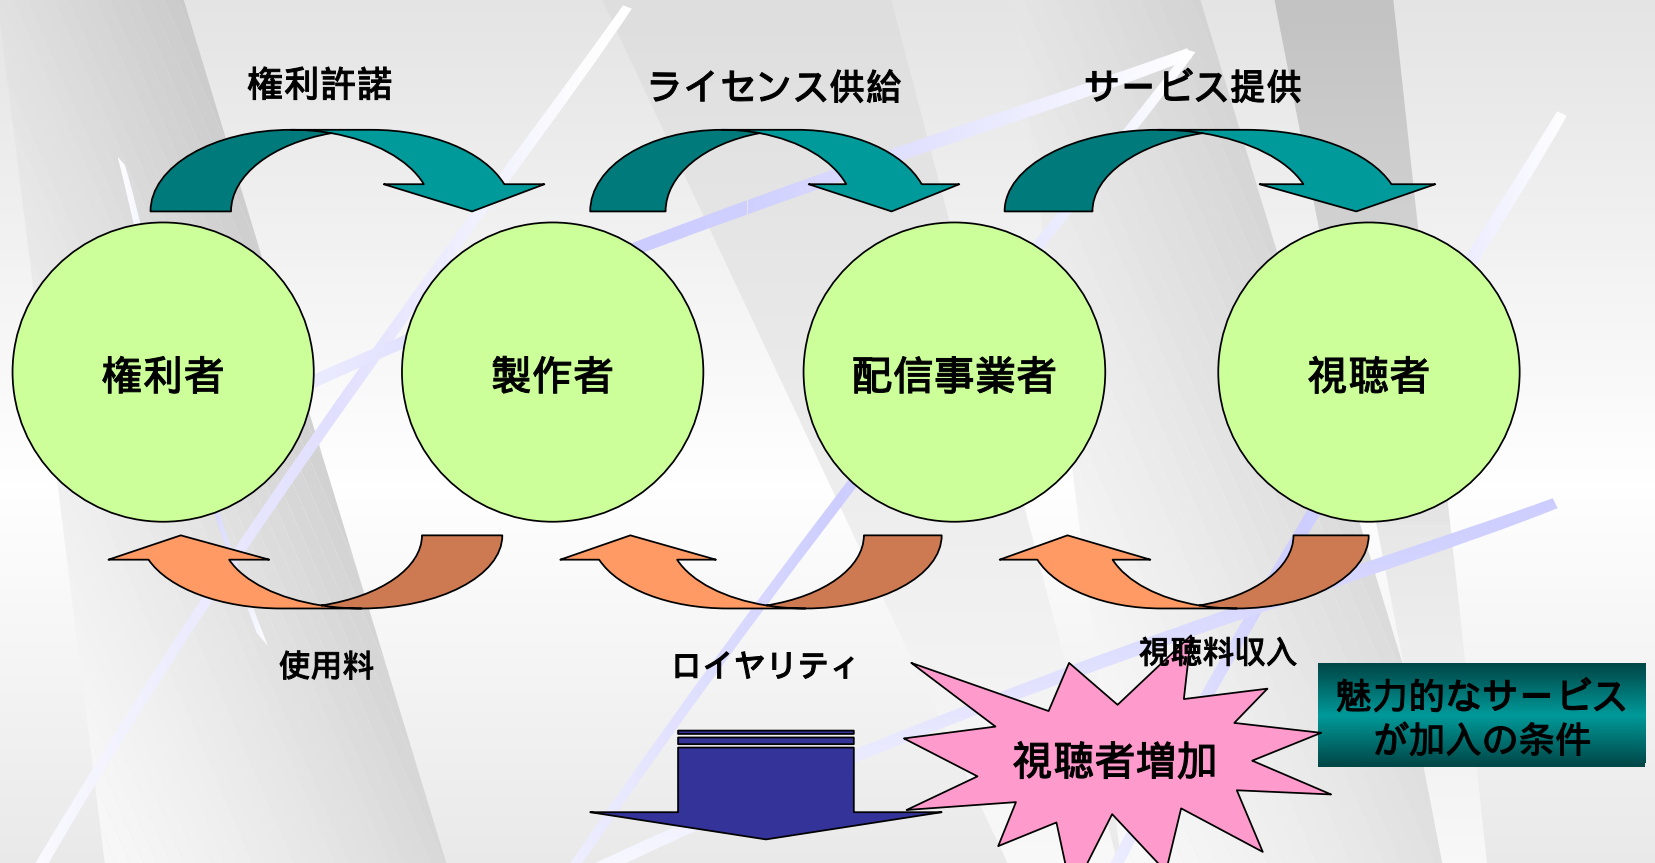 権利許諾
ライセンス供給
サービス提供
権利者
製作者
配信事業者
視聴者
使用料
ロイヤリティ
視聴料収入
魅力的なサービス
が加入の条件
視聴者増加